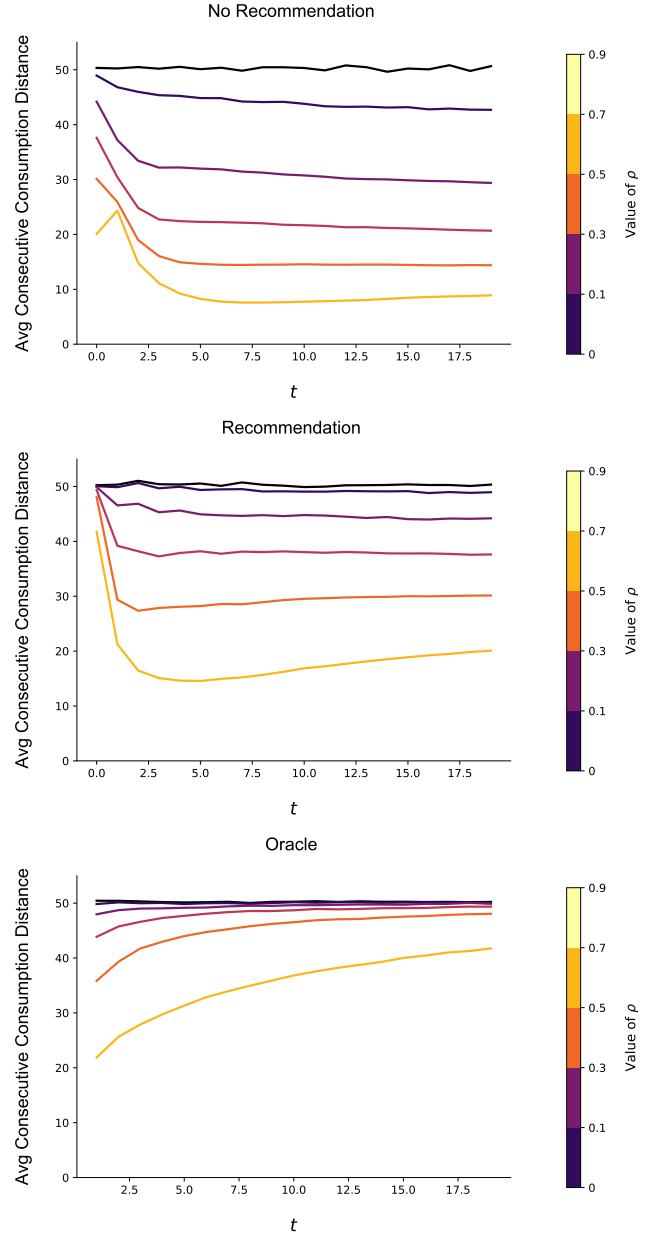 No Recommendation
Avg Consecutive Consumption Distance
50
40
30
20
10
0
0.0 2.5 5.0 7.5 10.0 12.5 15.0 17.5
t
0.9
0.7
0.5
0.3
0.1
0
Value of ρ
Recommendation
Avg Consecutive Consumption Distance
50
40
30
20
10
0
0.0 2.5 5.0 7.5 10.0 12.5 15.0 17.5
t
0.9
0.7
0.5
0.3
0.1
0
Value of ρ
Oracle
Avg Consecutive Consumption Distance
50
40
30
20
10
0
2.5 5.0 7.5 10.0 12.5 15.0 17.5
t
0.9
0.7
0.5
0.3
0.1
0
Value of ρ